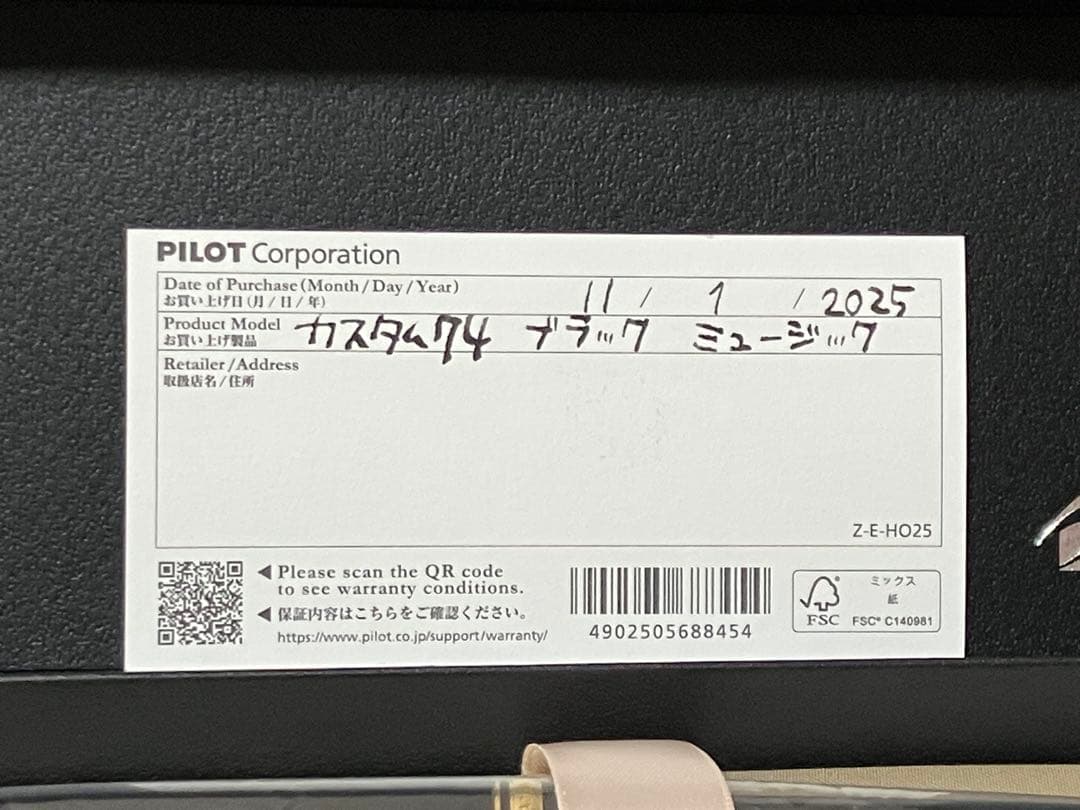 PILOT Corporation
Date of Purchase (Month / Day / Year)
お買い上げ日 (月 / 日 / 年)
11 / 1 / 2025
Product Model
お買い上げ製品
カスタム74 ブラック ミュージック
Retailer / Address
取扱店名 / 住所
Z-E-HO25
◀ Please scan the QR code
to see warranty conditions.
◀ 保証内容はこちらをご確認ください。
https://www.pilot.co.jp/support/warranty/
4902505688454
FSC
ミックス
紙
FSC® C140981